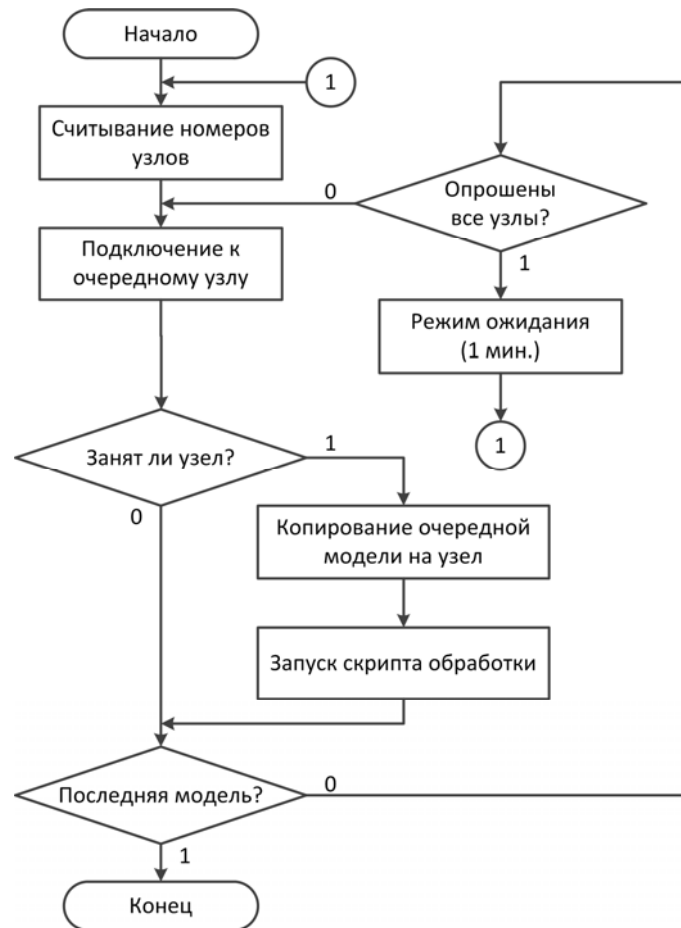 Начало
1
Считывание номеров
узлов
0
Опрошены
все узлы?
Подключение к
очередному узлу
1
Режим ожидания
(1 мин.)
1
Занят ли узел?
1
0
Копирование очередной
модели на узел
Запуск скрипта обработки
Последняя модель?
0
1
Конец